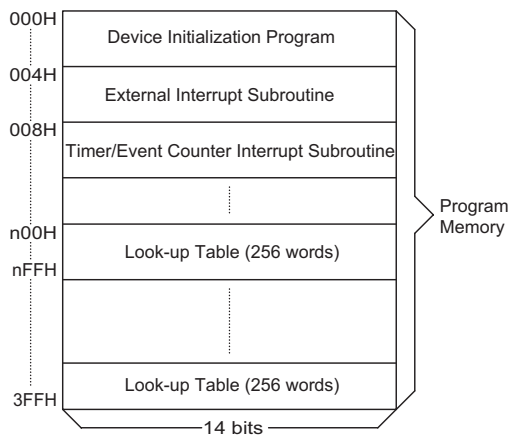 000H
Device Initialization Program
004H
External Interrupt Subroutine
008H
Timer/Event Counter Interrupt Subroutine
n00H
Look-up Table (256 words)
nFFH
Program
Memory
Look-up Table (256 words)
3FFH
14 bits